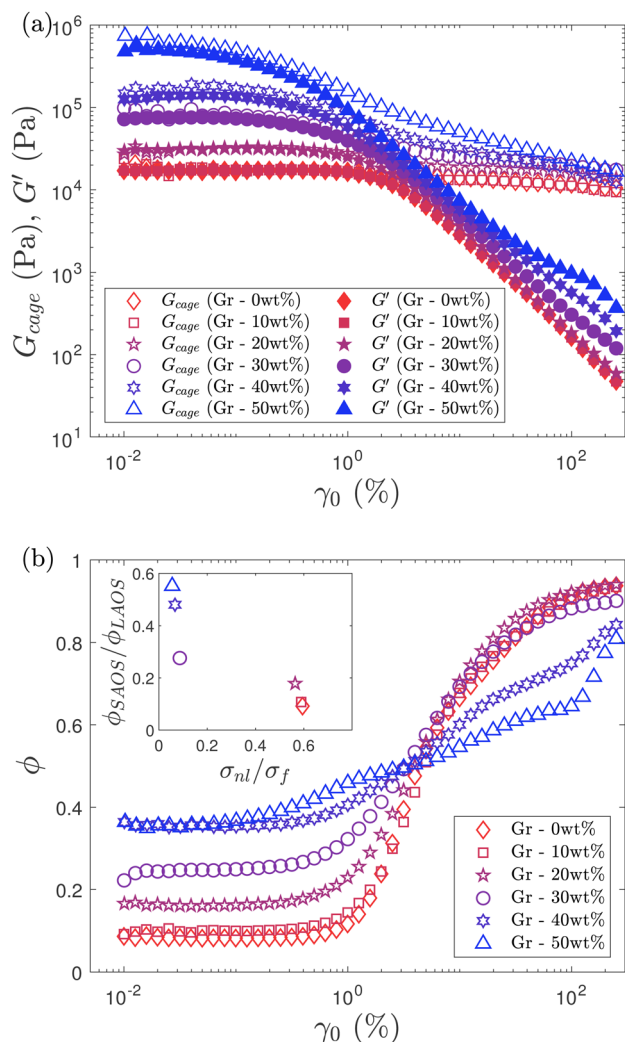 (a)
10^6
10^5
10^4
10^3
10^2
10^1
G_cage (Pa), G′ (Pa)
G_cage (Gr - 0wt%) G′ (Gr - 0wt%)
G_cage (Gr - 10wt%) G′ (Gr - 10wt%)
G_cage (Gr - 20wt%) G′ (Gr - 20wt%)
G_cage (Gr - 30wt%) G′ (Gr - 30wt%)
G_cage (Gr - 40wt%) G′ (Gr - 40wt%)
G_cage (Gr - 50wt%) G′ (Gr - 50wt%)
10^-2 10^0 10^2
γ_0 (%)
(b)
1
0.8
0.6
0.4
0.2
0
ϕ
0.6
0.4
0.2
0
ϕ_SAOS/ϕ_LAOS
0 0.2 0.4 0.6
σ_nl/σ_f
Gr - 0wt%
Gr - 10wt%
Gr - 20wt%
Gr - 30wt%
Gr - 40wt%
Gr - 50wt%
10^-2 10^0 10^2
γ_0 (%)